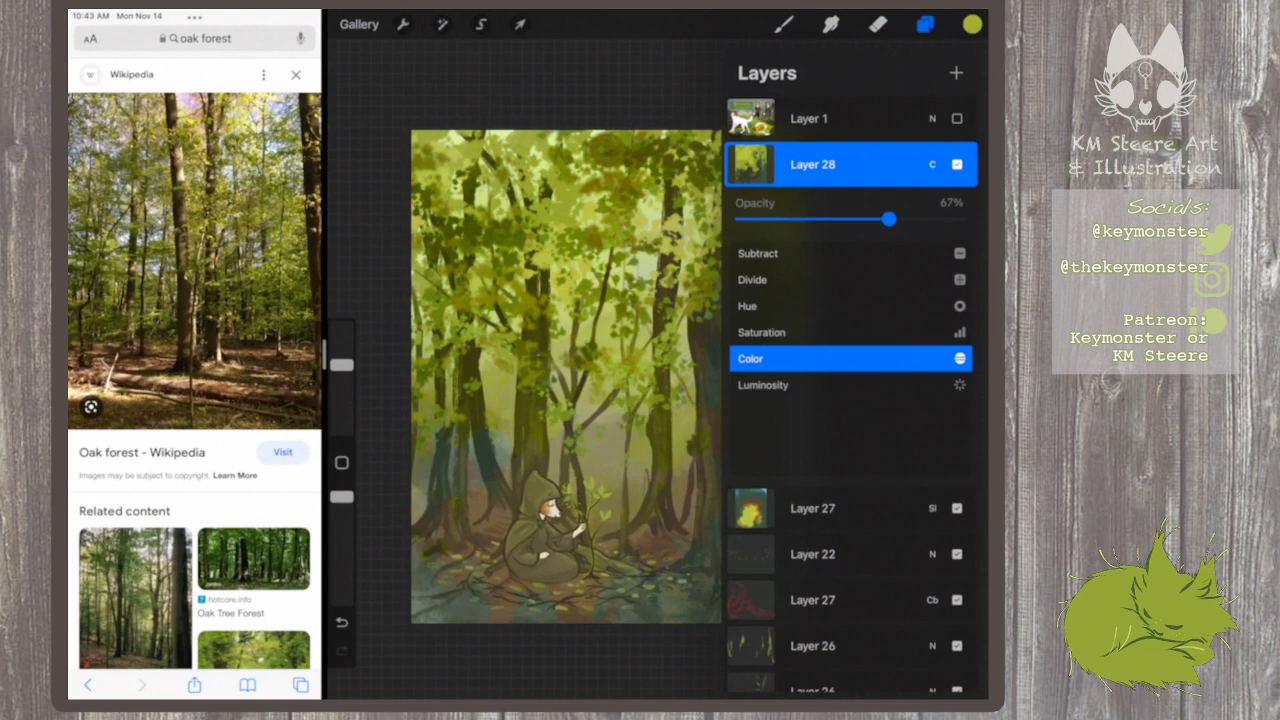 10:43 AM Mon Nov 14
AA
oak forest
W
Wikipedia
Oak forest - Wikipedia
Visit
Images may be subject to copyright. Learn More
Related content
hotcore.info
Oak Tree Forest
Gallery
Layers
Layer 1
N
Layer 28
C
Opacity
67%
Subtract
Divide
Hue
Saturation
Color
Luminosity
Layer 27
Sl
Layer 22
N
Layer 27
Cb
Layer 26
N
KM Steere Art
& Illustration
Socials:
@keymonster
@thekeymonster
Patreon:
Keymonster or
KM Steere